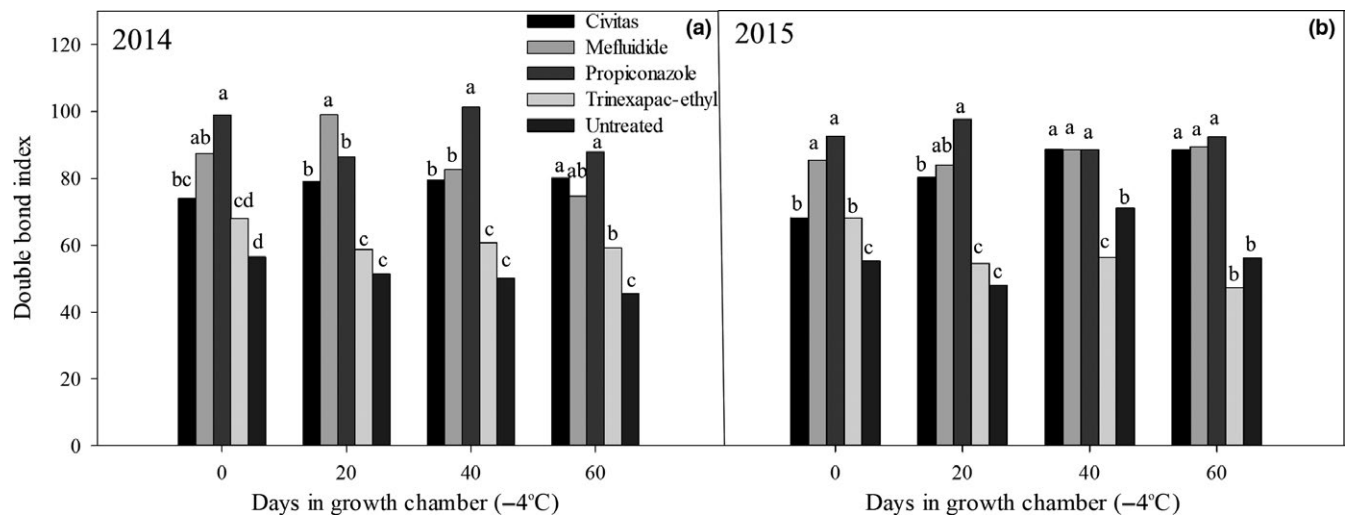 2014
Civitas
Mefluidide
Propiconazole
Trinexapac-ethyl
Untreated
(a)
Double bond index
120
100
80
60
40
20
0
bc ab a cd d
b a b c c
b b a c c
a ab a b c
0 20 40 60
Days in growth chamber (–4°C)
2015
(b)
b a a b b
b ab a c c
a a a c b
a a a b b
0 20 40 60
Days in growth chamber (–4°C)